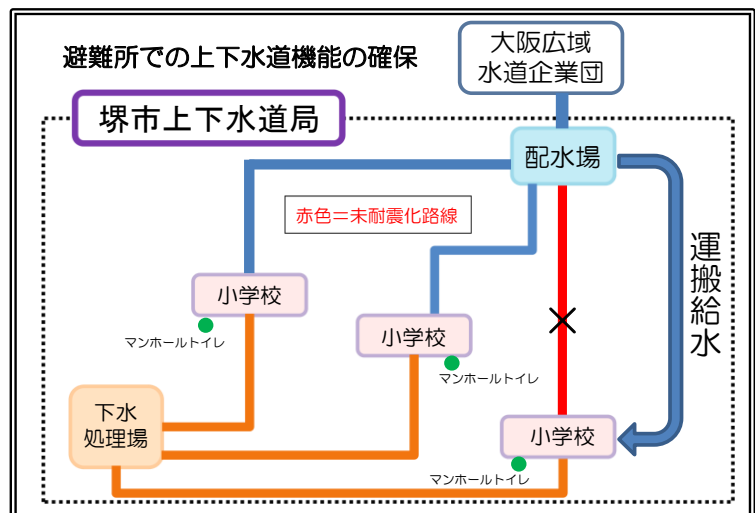 避難所での上下水道機能の確保
大阪広域
水道企業団
堺市上下水道局
配水場
赤色＝未耐震化路線
運搬給水
小学校
マンホールトイレ
小学校
マンホールトイレ
下水
処理場
小学校
マンホールトイレ